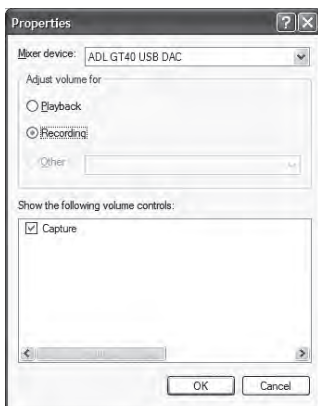 Properties
Mixer device: ADL GT40 USB DAC
Adjust volume for
Playback
Recording
Other
Show the following volume controls:
Capture
OK Cancel